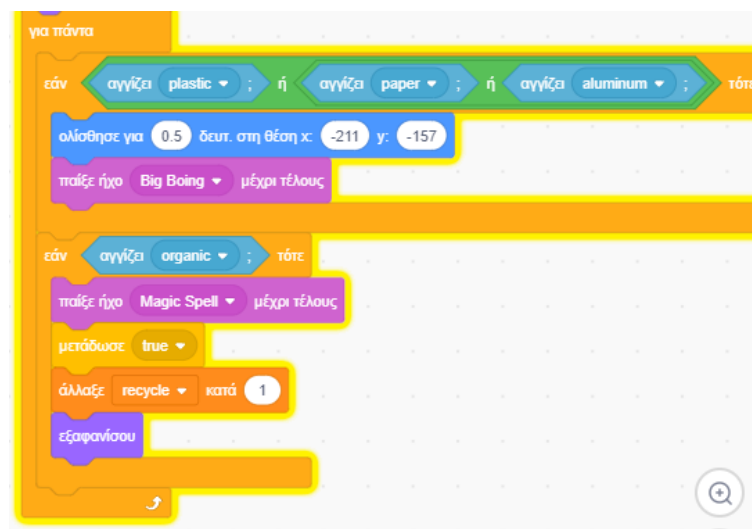 για πάντα
εάν αγγίζει plastic ; ή αγγίζει paper ; ή αγγίζει aluminum ; τότε
ολίσθησε για 0.5 δευτ. στη θέση x: -211 y: -157
παίξε ήχο Big Boing μέχρι τέλους
εάν αγγίζει organic ; τότε
παίξε ήχο Magic Spell μέχρι τέλους
μετάδωσε true
άλλαξε recycle κατά 1
εξαφανίσου